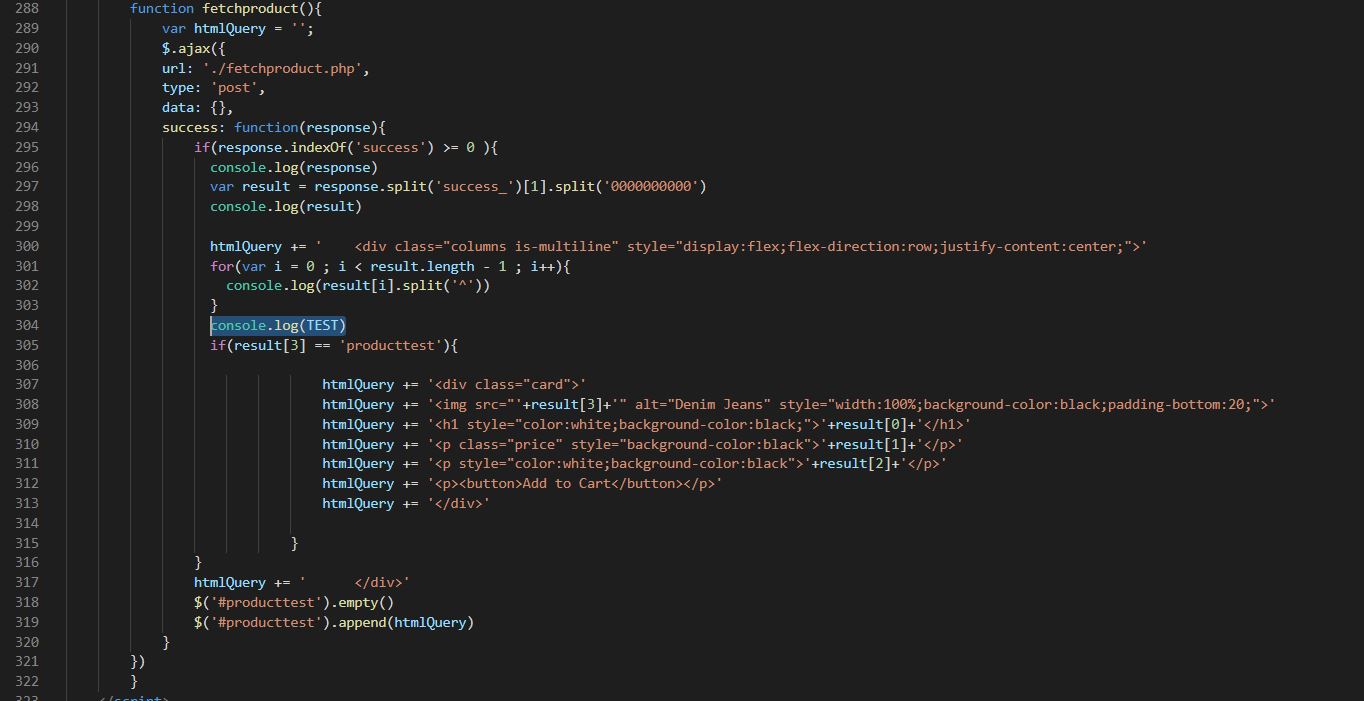 288 function fetchproduct(){
289 var htmlQuery = '';
290 $.ajax({
291 url: './fetchproduct.php',
292 type: 'post',
293 data: {},
294 success: function(response){
295 if(response.indexOf('success') >= 0 ){
296 console.log(response)
297 var result = response.split('success_')[1].split('0000000000')
298 console.log(result)
299
300 htmlQuery += '    <div class="columns is-multiline" style="display:flex;flex-direction:row;justify-content:center;">'
301 for(var i = 0 ; i < result.length - 1 ; i++){
302 console.log(result[i].split('^'))
303 }
304 console.log(TEST)
305 if(result[3] == 'producttest'){
306
307 htmlQuery += '<div class="card">'
308 htmlQuery += '<img src="'+result[3]+'" alt="Denim Jeans" style="width:100%;background-color:black;padding-bottom:20;">'
309 htmlQuery += '<h1 style="color:white;background-color:black;">'+result[0]+'</h1>'
310 htmlQuery += '<p class="price" style="background-color:black">'+result[1]+'</p>'
311 htmlQuery += '<p style="color:white;background-color:black">'+result[2]+'</p>'
312 htmlQuery += '<p><button>Add to Cart</button></p>'
313 htmlQuery += '</div>'
314
315 }
316 }
317 htmlQuery += '      </div>'
318 $('#producttest').empty()
319 $('#producttest').append(htmlQuery)
320 }
321 })
322 }
323 </script>